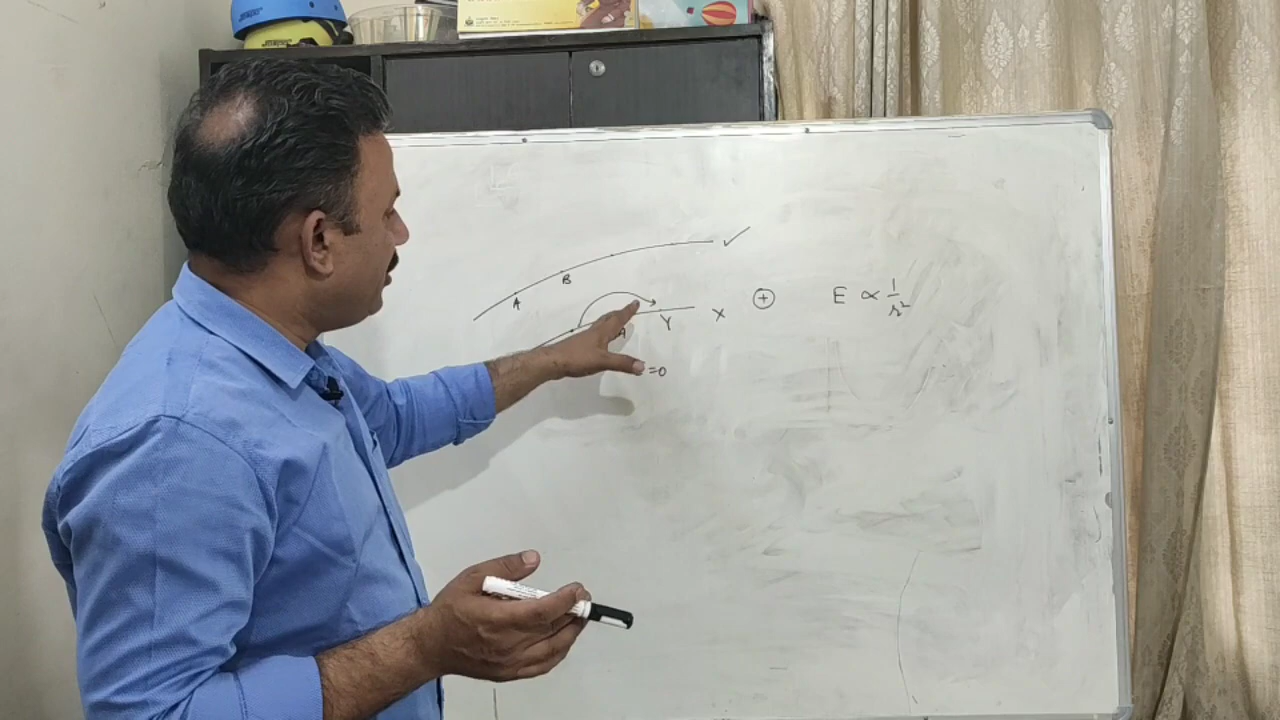 A B
Y X
=0
+ E ∝ 1/r²